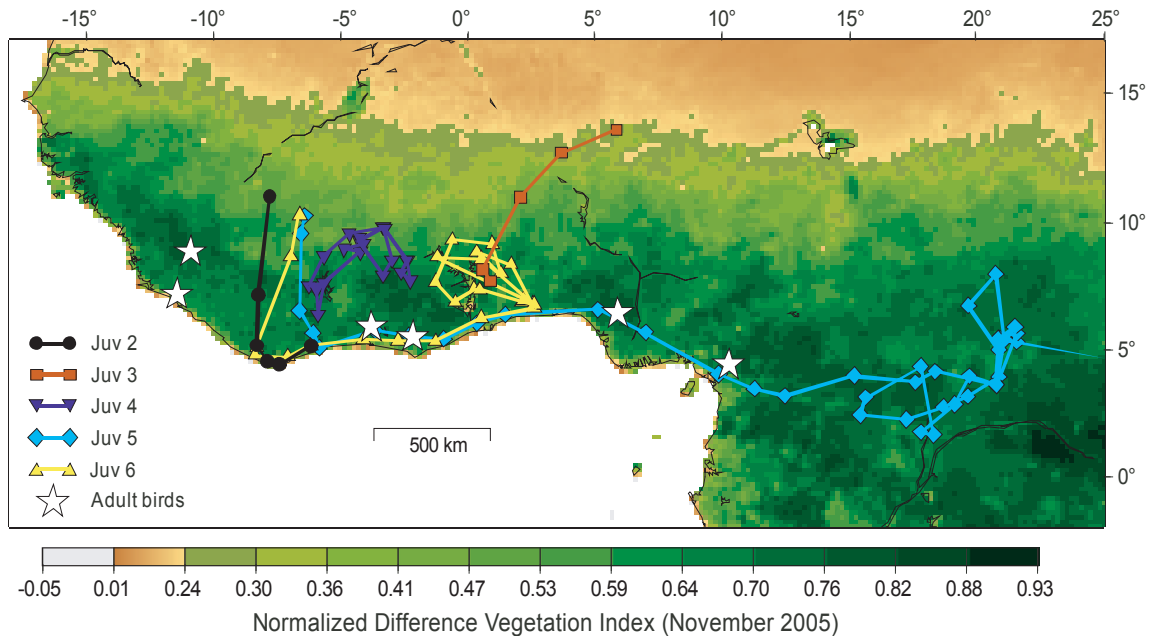 -15° -10° -5° 0° 5° 10° 15° 20° 25°
15°
10°
5°
0°
Juv 2
Juv 3
Juv 4
Juv 5
Juv 6
Adult birds
500 km
-0.05 0.01 0.24 0.30 0.36 0.41 0.47 0.53 0.59 0.64 0.70 0.76 0.82 0.88 0.93
Normalized Difference Vegetation Index (November 2005)